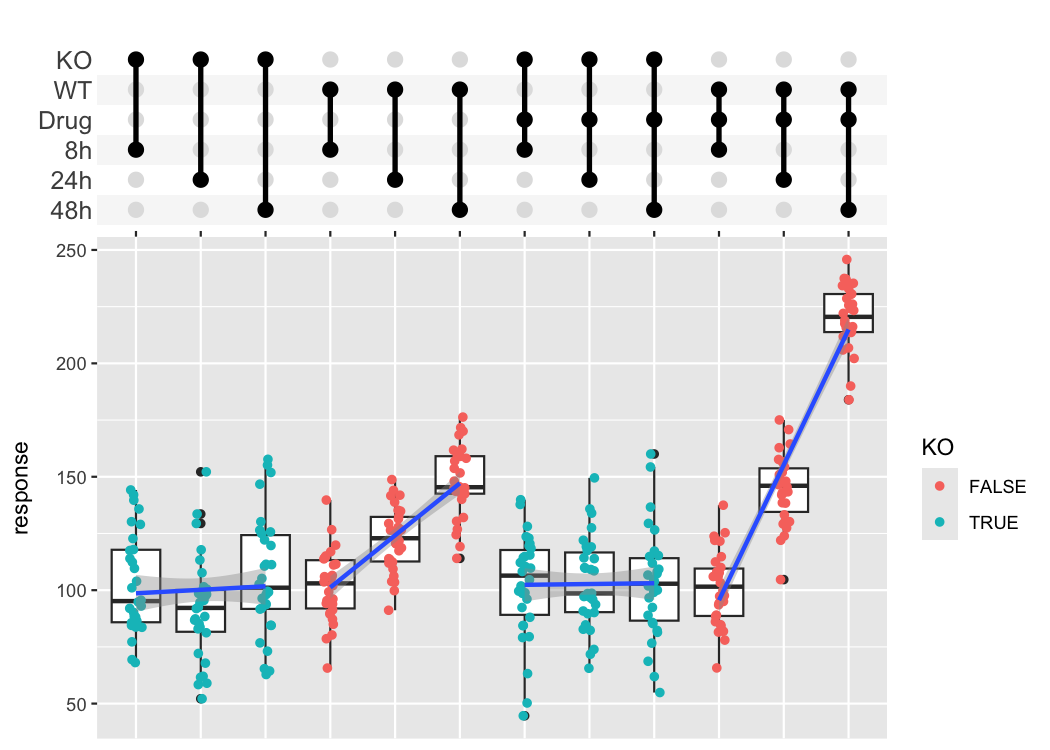 KO
WT
Drug
8h
24h
48h
250
200
150
100
50
response
KO
FALSE
TRUE